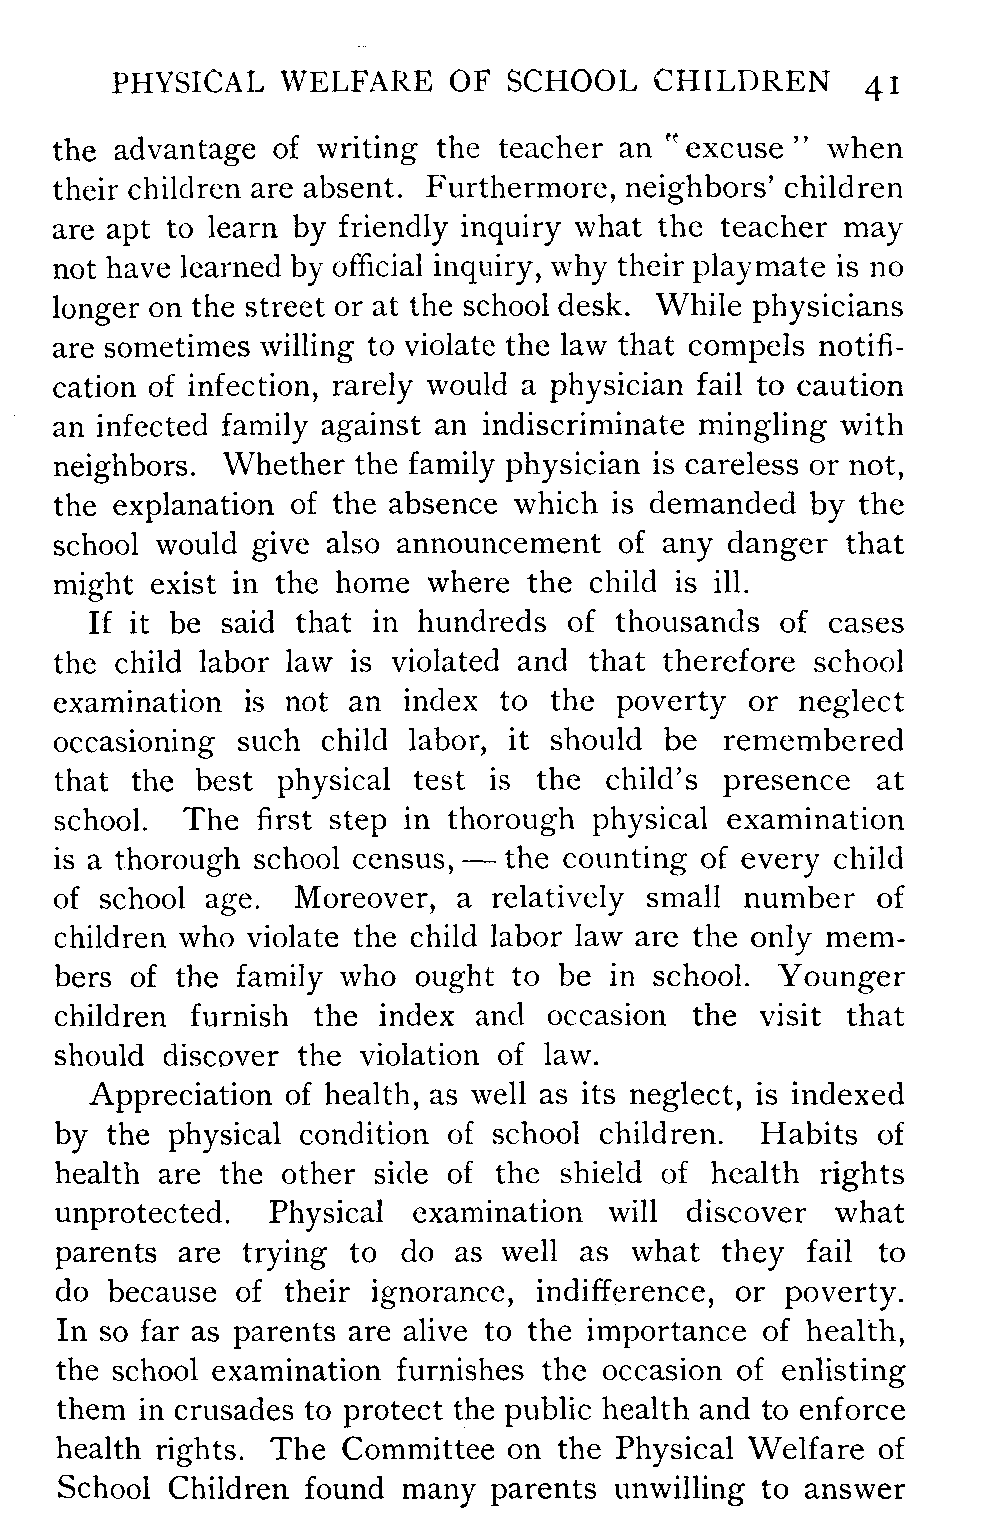 PHYSICAL WELFARE OF SCHOOL CHILDREN 41
the advantage of writing the teacher an "excuse" when
their children are absent. Furthermore, neighbors' children
are apt to learn by friendly inquiry what the teacher may
not have learned by official inquiry, why their playmate is no
longer on the street or at the school desk. While physicians
are sometimes willing to violate the law that compels notifi-
cation of infection, rarely would a physician fail to caution
an infected family against an indiscriminate mingling with
neighbors. Whether the family physician is careless or not,
the explanation of the absence which is demanded by the
school would give also announcement of any danger that
might exist in the home where the child is ill.
If it be said that in hundreds of thousands of cases
the child labor law is violated and that therefore school
examination is not an index to the poverty or neglect
occasioning such child labor, it should be remembered
that the best physical test is the child's presence at
school. The first step in thorough physical examination
is a thorough school census, — the counting of every child
of school age. Moreover, a relatively small number of
children who violate the child labor law are the only mem-
bers of the family who ought to be in school. Younger
children furnish the index and occasion the visit that
should discover the violation of law.
Appreciation of health, as well as its neglect, is indexed
by the physical condition of school children. Habits of
health are the other side of the shield of health rights
unprotected. Physical examination will discover what
parents are trying to do as well as what they fail to
do because of their ignorance, indifference, or poverty.
In so far as parents are alive to the importance of health,
the school examination furnishes the occasion of enlisting
them in crusades to protect the public health and to enforce
health rights. The Committee on the Physical Welfare of
School Children found many parents unwilling to answer